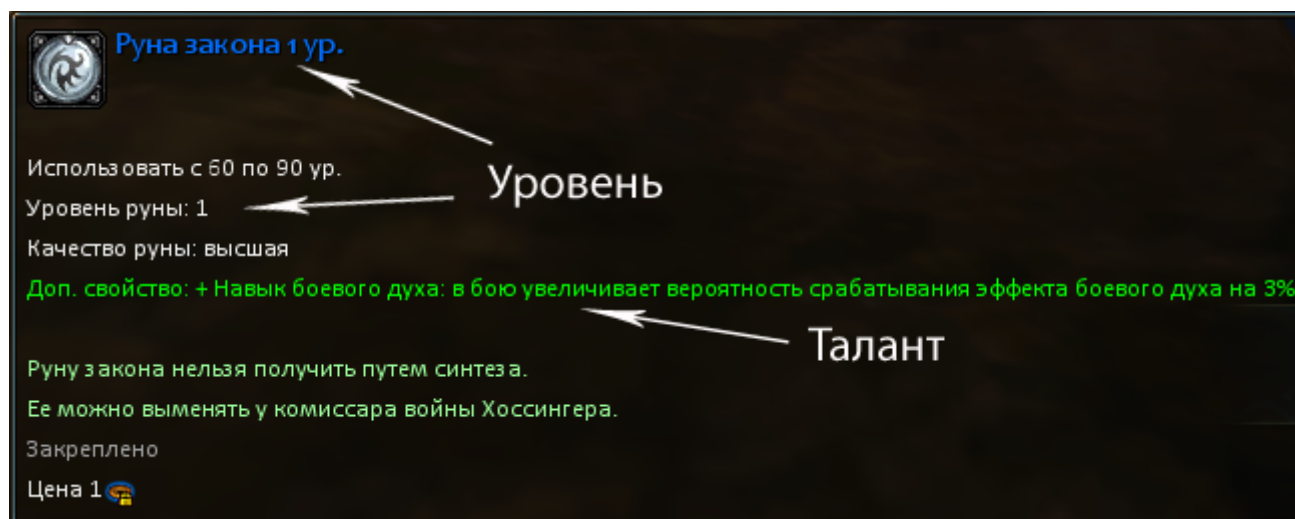 Руна закона 1 ур.
Использовать с 60 по 90 ур.
Уровень
Уровень руны: 1
Качество руны: высшая
Доп. свойство: + Навык боевого духа: в бою увеличивает вероятность срабатывания эффекта боевого духа на 3%
Талант
Руну закона нельзя получить путем синтеза.
Ее можно выменять у комиссара войны Хоссингера.
Закреплено
Цена 1